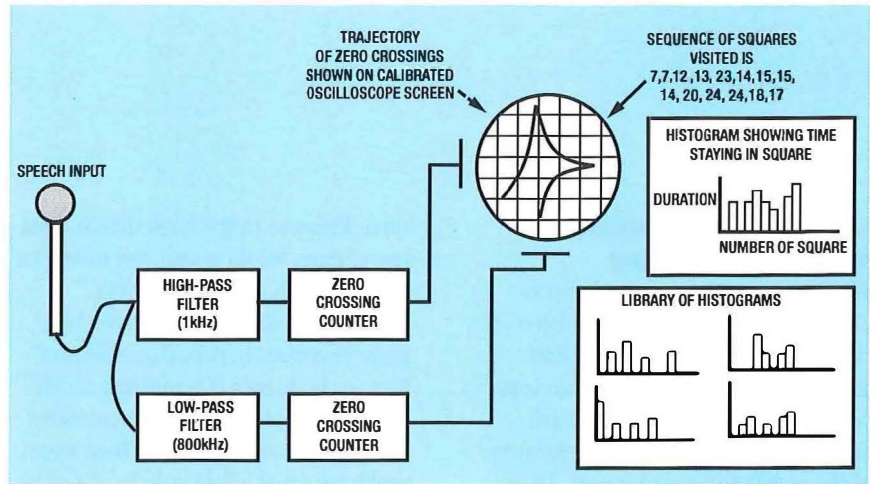 TRAJECTORY
OF ZERO CROSSINGS
SHOWN ON CALIBRATED
OSCILLOSCOPE SCREEN
SEQUENCE OF SQUARES
VISITED IS
7,7,12,13, 23,14,15,15,
14, 20, 24, 24,18,17
SPEECH INPUT
HISTOGRAM SHOWING TIME
STAYING IN SQUARE
DURATION
NUMBER OF SQUARE
HIGH-PASS
FILTER
(1kHz)
ZERO
CROSSING
COUNTER
LOW-PASS
FILTER
(800kHz)
ZERO
CROSSING
COUNTER
LIBRARY OF HISTOGRAMS